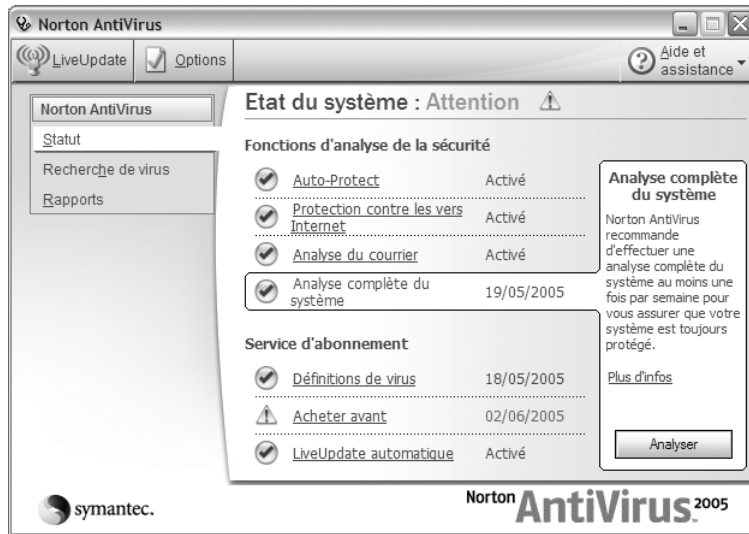 Norton AntiVirus
LiveUpdate
Options
Aide et
assistance
Norton AntiVirus
Statut
Recherche de virus
Rapports
Etat du système : Attention
Fonctions d'analyse de la sécurité
Auto-Protect Activé
Protection contre les vers
Internet Activé
Analyse du courrier Activé
Analyse complète du
système 19/05/2005
Service d'abonnement
Définitions de virus 18/05/2005
Acheter avant 02/06/2005
LiveUpdate automatique Activé
Analyse complète
du système
Norton AntiVirus
recommande
d'effectuer une
analyse complète du
système au moins une
fois par semaine pour
vous assurer que votre
système est toujours
protégé.
Plus d'infos
Analyser
symantec.
Norton AntiVirus 2005